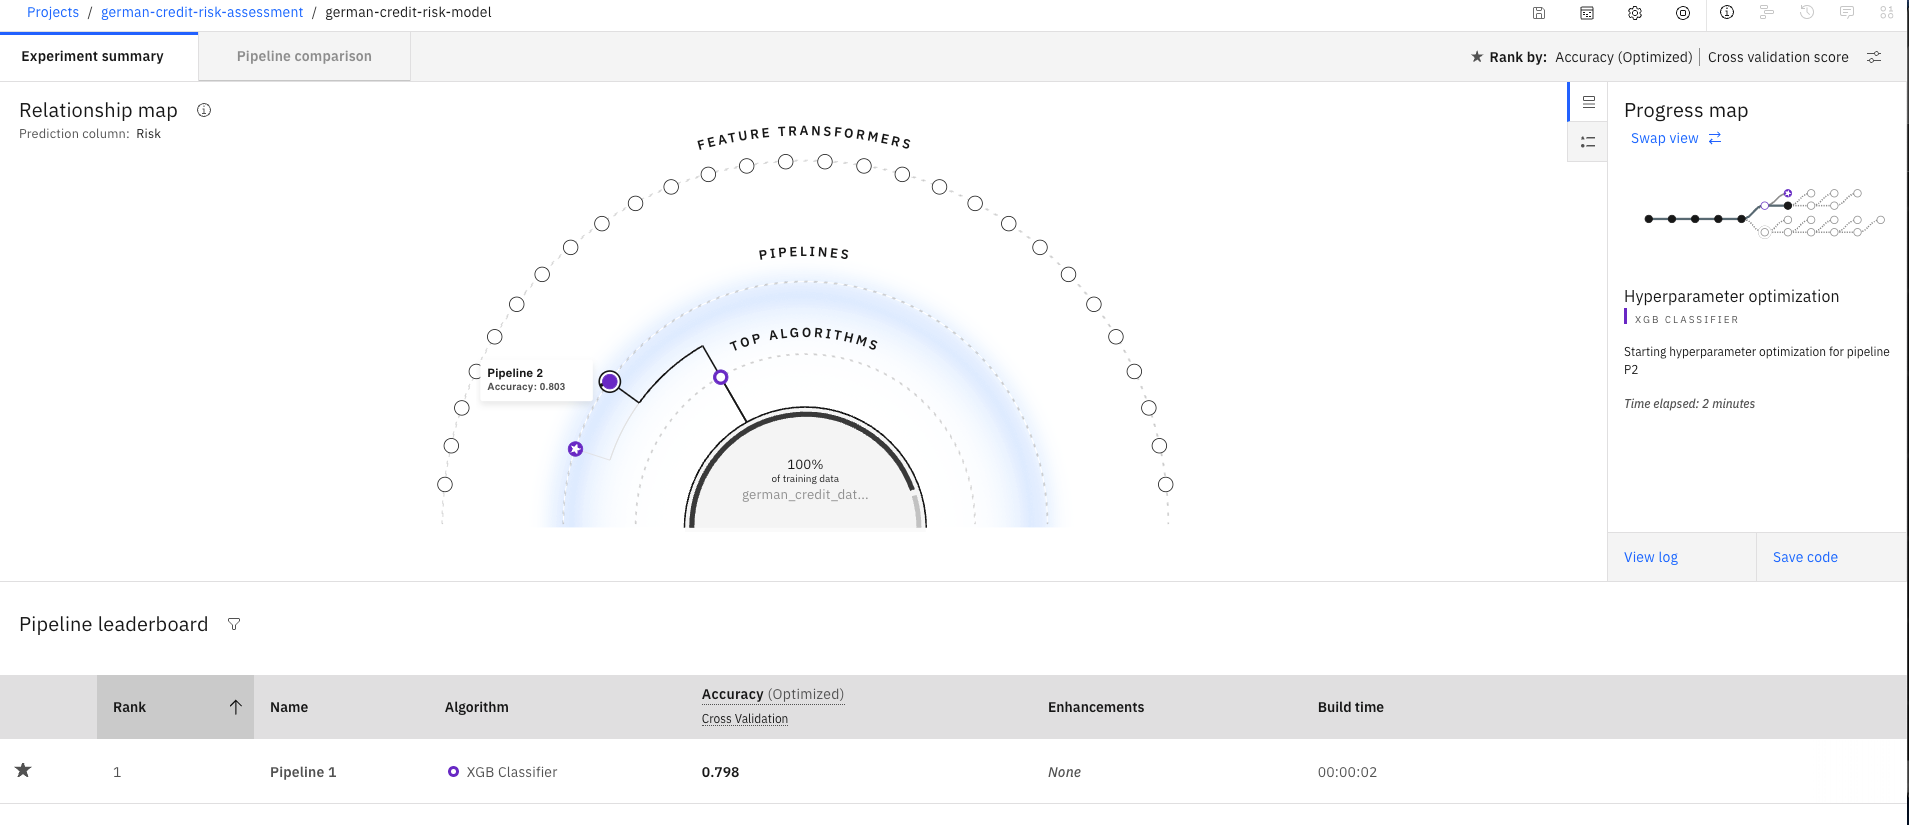 Projects / german-credit-risk-assessment / german-credit-risk-model
Experiment summary
Pipeline comparison
Rank by: Accuracy (Optimized) | Cross validation score
Relationship map
Prediction column: Risk
FEATURE TRANSFORMERS
PIPELINES
TOP ALGORITHMS
Pipeline 2
Accuracy: 0.803
100%
of training data
german_credit_dat...
Progress map
Swap view
Hyperparameter optimization
XGB CLASSIFIER
Starting hyperparameter optimization for pipeline
P2
Time elapsed: 2 minutes
View log
Save code
Pipeline leaderboard
Rank Name Algorithm Accuracy (Optimized) Enhancements Build time
Cross Validation
1 Pipeline 1 XGB Classifier 0.798 None 00:00:02